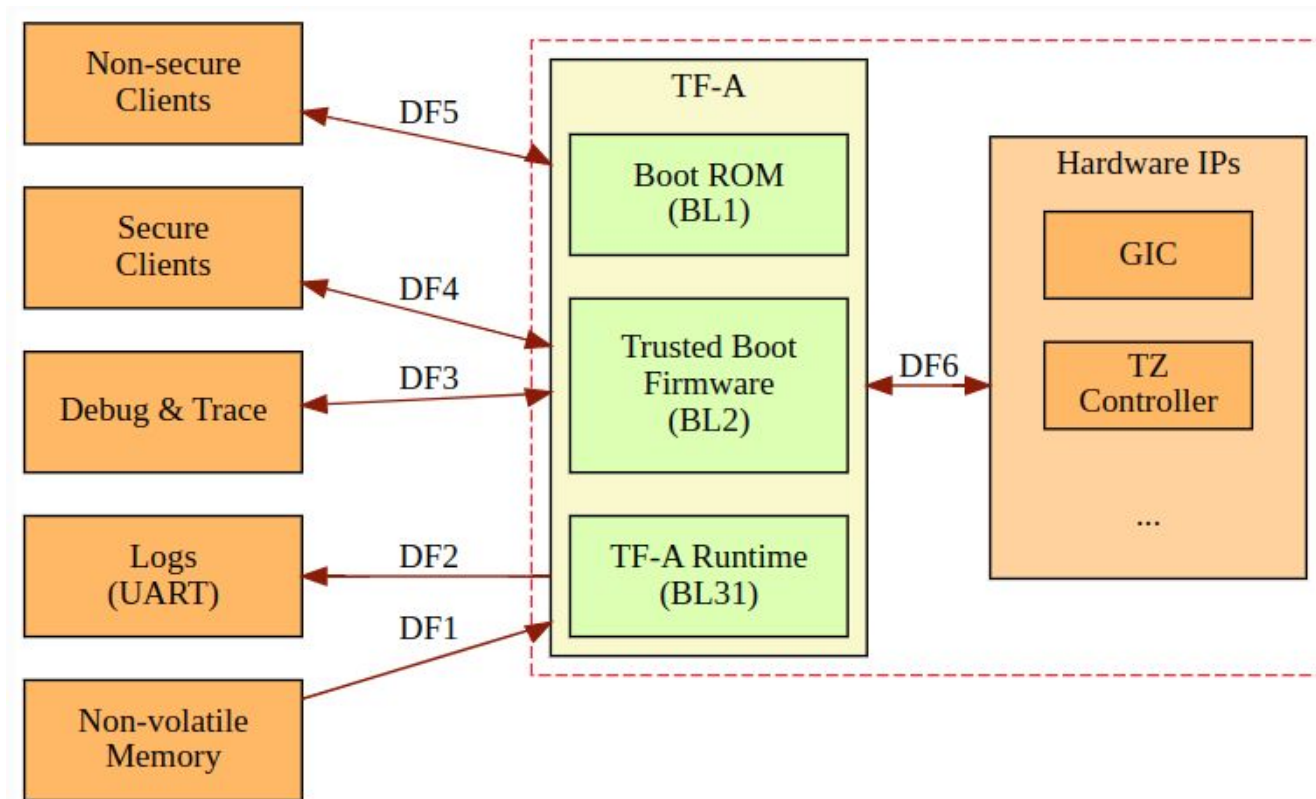 Non-secure
Clients
DF5
Secure
Clients
DF4
Debug & Trace
DF3
Logs
(UART)
DF2
DF1
Non-volatile
Memory
TF-A
Boot ROM
(BL1)
Trusted Boot
Firmware
(BL2)
TF-A Runtime
(BL31)
DF6
Hardware IPs
GIC
TZ
Controller
...